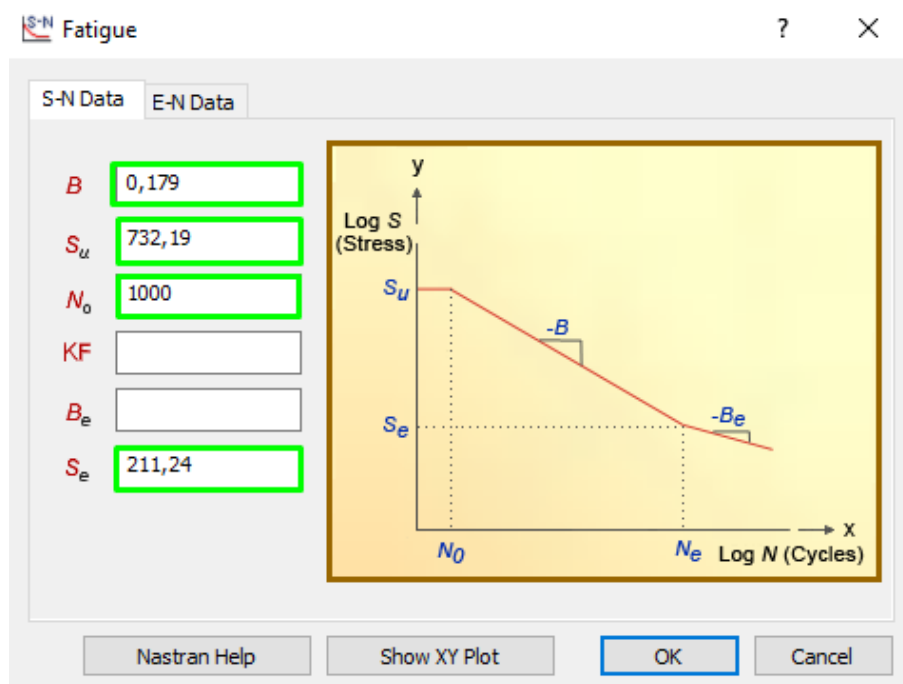 S-N Fatigue ? ×
S-N Data E-N Data
B 0,179
Su 732,19
No 1000
KF
Be
Se 211,24
y
Log S
(Stress)
Su
-B
Se
-Be
x
N0 Ne Log N (Cycles)
Nastran Help Show XY Plot OK Cancel